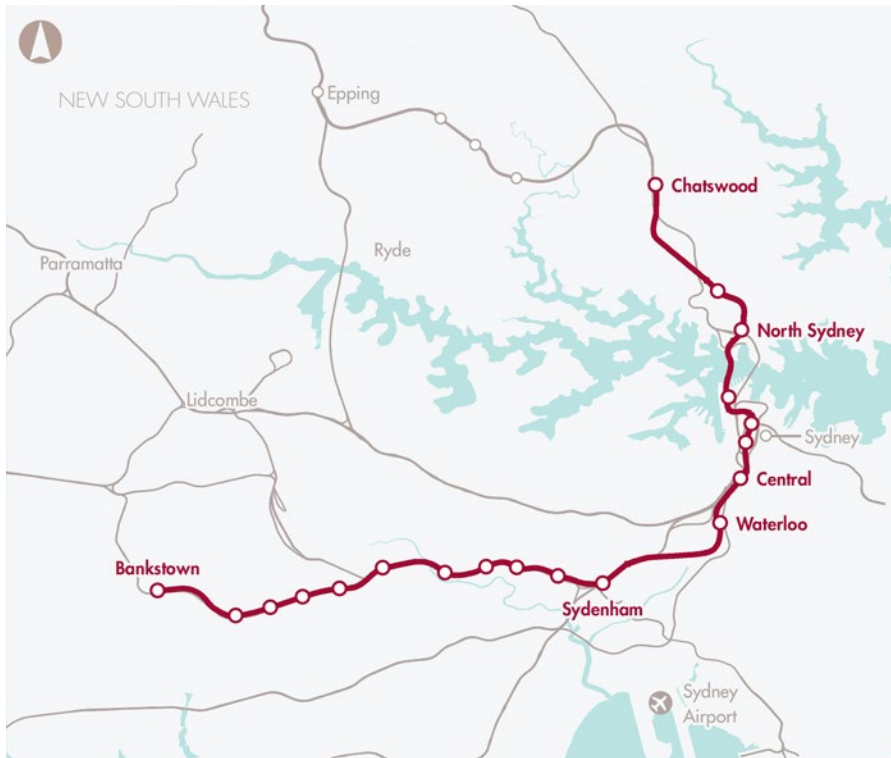 NEW SOUTH WALES
Epping
Chatswood
Ryde
Parramatta
North Sydney
Lidcombe
Sydney
Central
Waterloo
Bankstown
Sydenham
Sydney
Airport